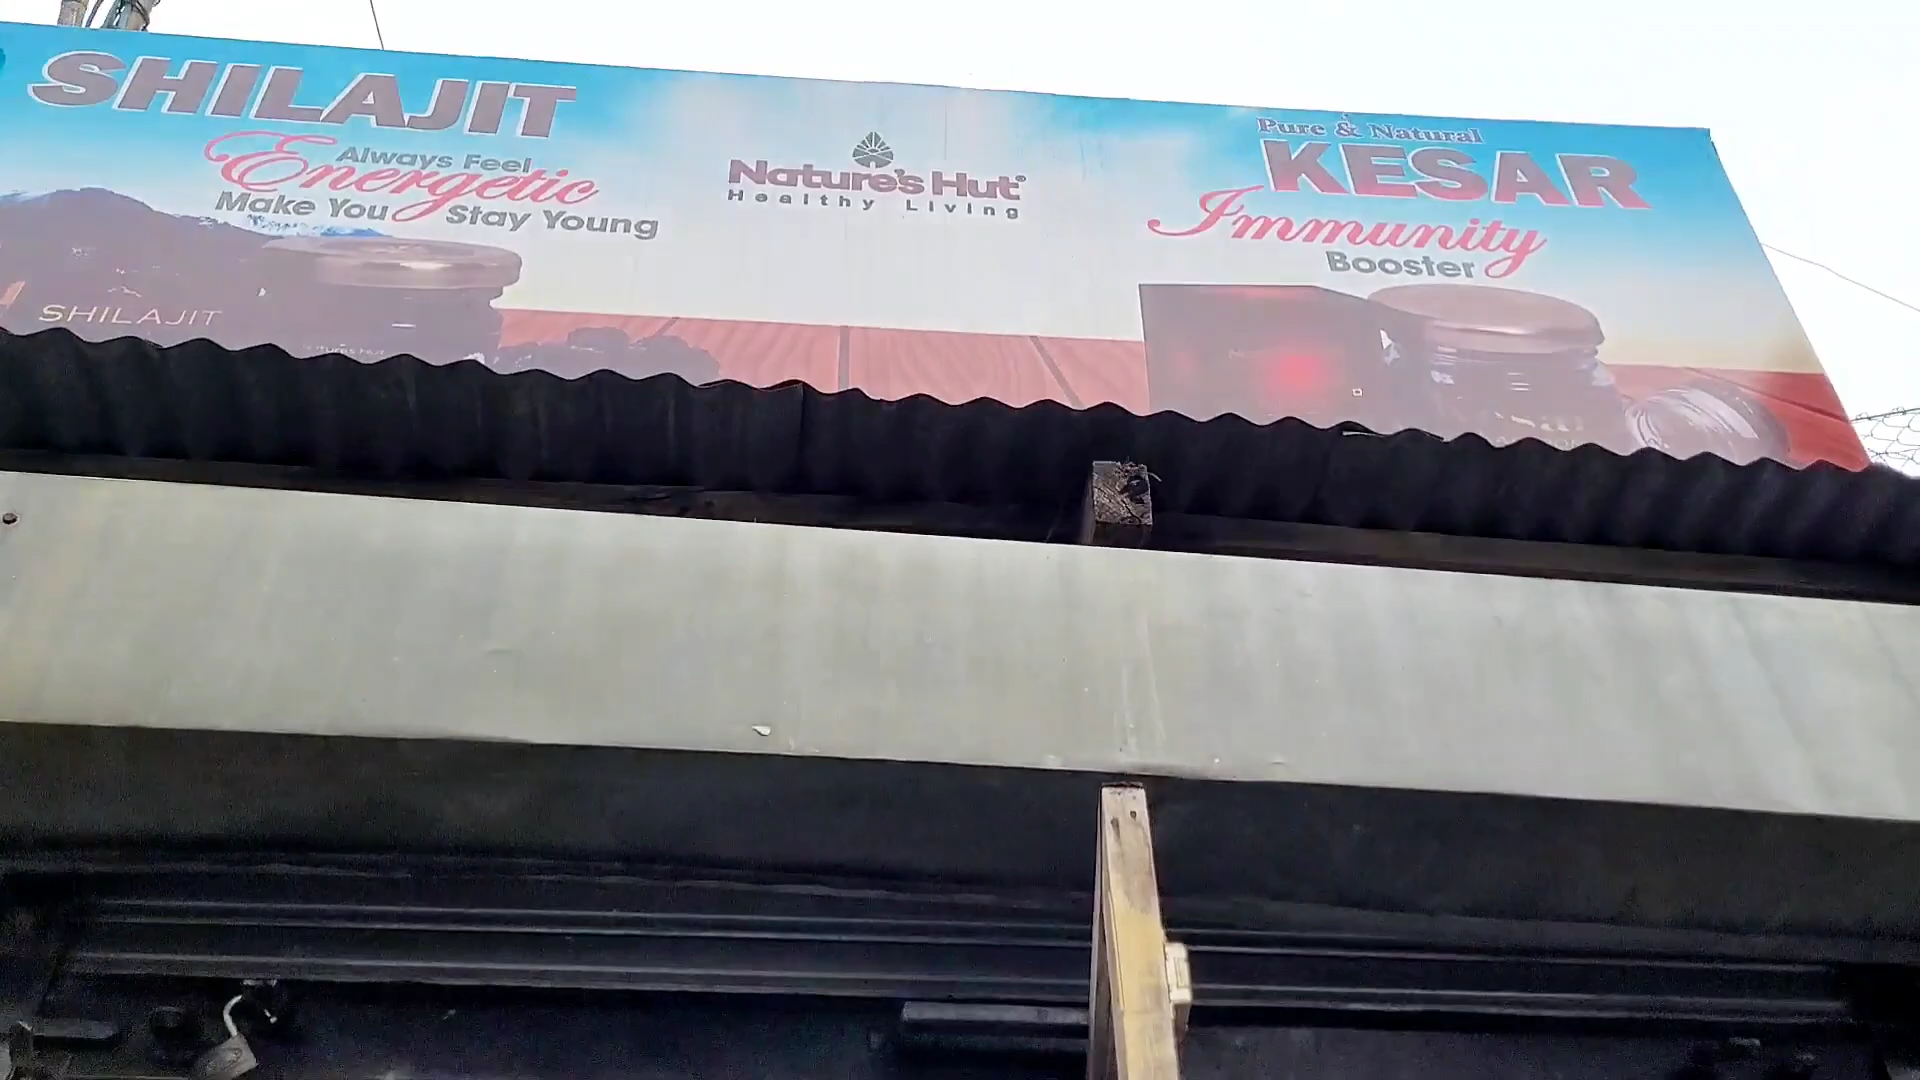 SHILAJIT
Always Feel
Energetic
Make You Stay Young
SHILAJIT
Nature's Hut®
Healthy Living
Pure & Natural
KESAR
Immunity
Booster